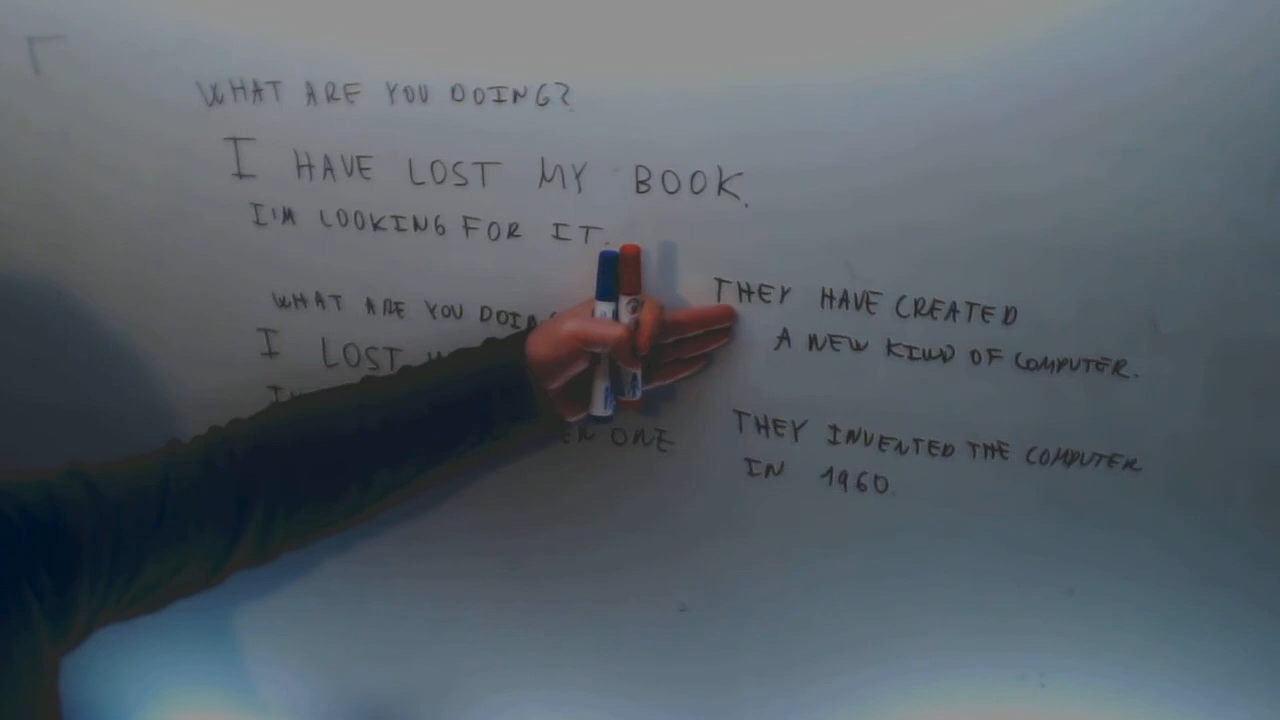 WHAT ARE YOU DOING?
I HAVE LOST MY BOOK.
I'M LOOKING FOR IT.
WHAT ARE YOU
I LOST
THEY HAVE CREATED
A NEW KIND OF COMPUTER.
ONE
THEY INVENTED THE COMPUTER
IN 1960.